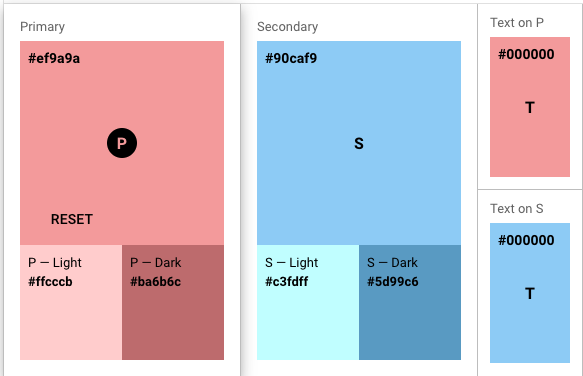 Primary
#ef9a9a
P
RESET
P — Light
#ffcccb
P — Dark
#ba6b6c
Secondary
#90caf9
S
S — Light
#c3fdff
S — Dark
#5d99c6
Text on P
#000000
T
Text on S
#000000
T